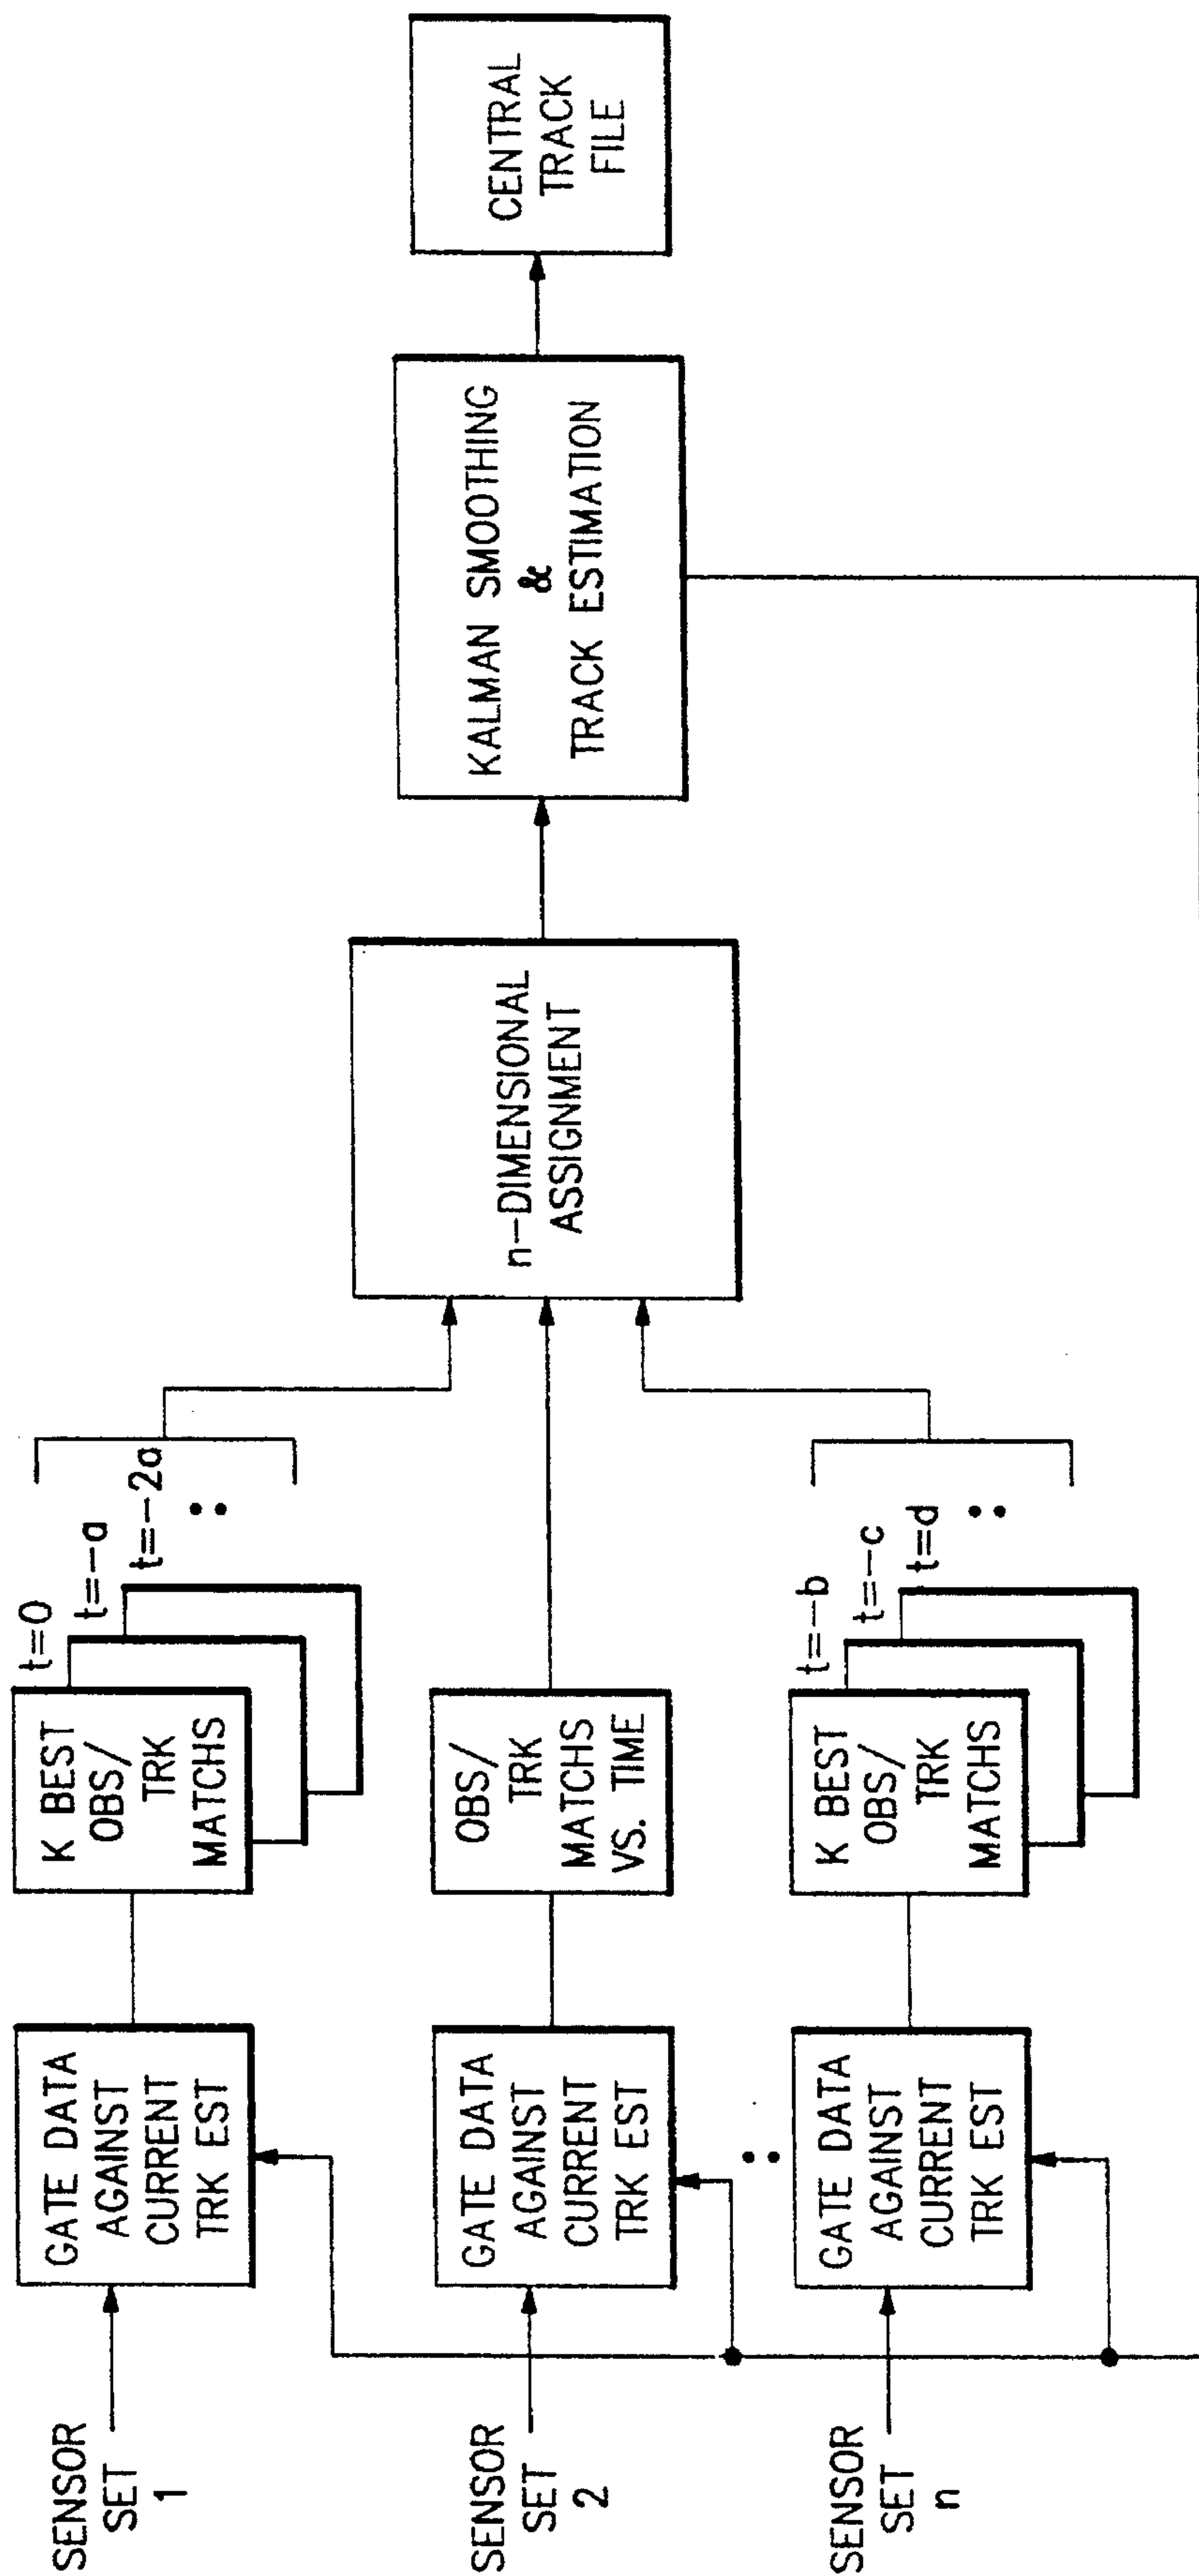 SENSOR
SET
1
GATE DATA
AGAINST
CURRENT
TRK EST
K BEST
OBS/
TRK
MATCHS
t=0
t=-a
t=-2a
SENSOR
SET
2
GATE DATA
AGAINST
CURRENT
TRK EST
OBS/
TRK
MATCHS
VS. TIME
SENSOR
SET
n
GATE DATA
AGAINST
CURRENT
TRK EST
K BEST
OBS/
TRK
MATCHS
t=-b
t=-c
t=d
n-DIMENSIONAL
ASSIGNMENT
KALMAN SMOOTHING
&
TRACK ESTIMATION
CENTRAL
TRACK
FILE